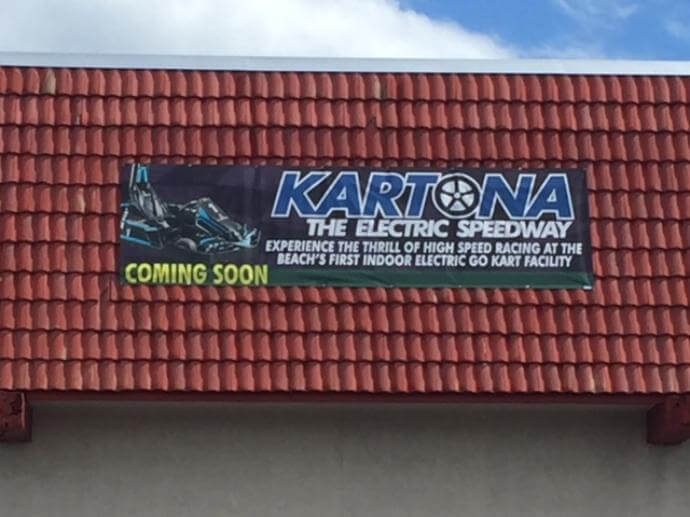 KARTONA
THE ELECTRIC SPEEDWAY
EXPERIENCE THE THRILL OF HIGH SPEED RACING AT THE
BEACH'S FIRST INDOOR ELECTRIC GO KART FACILITY
COMING SOON